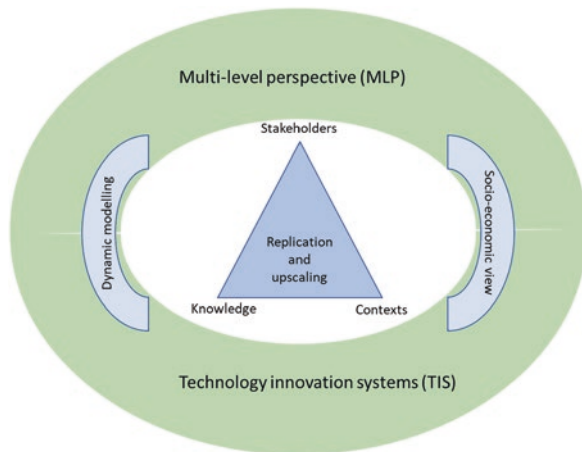 Multi-level perspective (MLP)
Stakeholders
Dynamic modelling
Socio-economic view
Replication
and
upscaling
Knowledge
Contexts
Technology innovation systems (TIS)